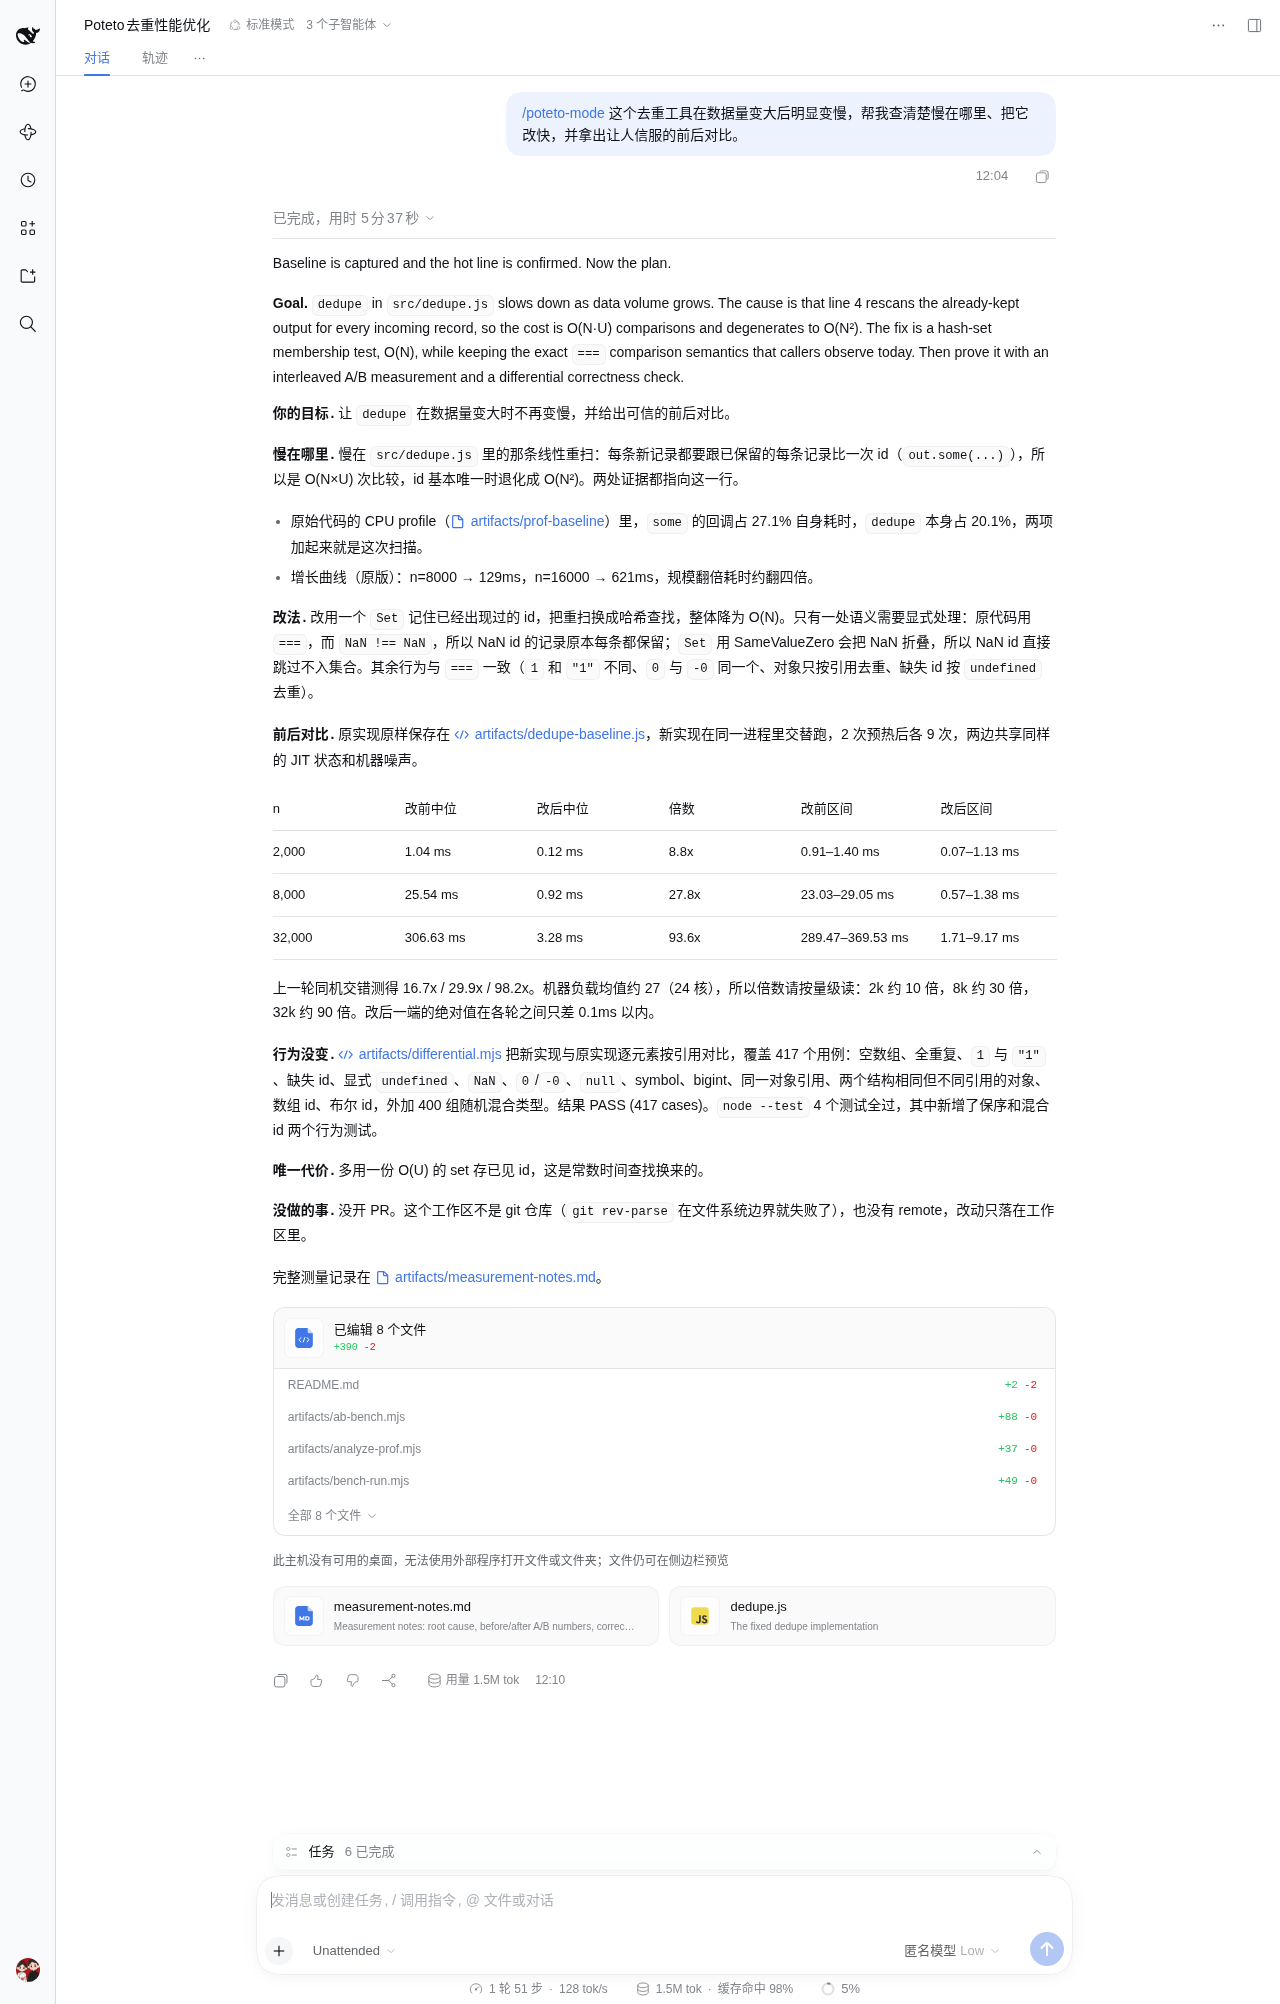 Poteto 去重性能优化 标准模式 3 个子智能体
对话 轨迹 ···
/poteto-mode 这个去重工具在数据量变大后明显变慢，帮我查清楚慢在哪里、把它
改快，并拿出让人信服的前后对比。
12:04
已完成，用时 5 分 37 秒
Baseline is captured and the hot line is confirmed. Now the plan.
Goal. dedupe in src/dedupe.js slows down as data volume grows. The cause is that line 4 rescans the already-kept
output for every incoming record, so the cost is O(N·U) comparisons and degenerates to O(N²). The fix is a hash-set
membership test, O(N), while keeping the exact === comparison semantics that callers observe today. Then prove it with an
interleaved A/B measurement and a differential correctness check.
你的目标. 让 dedupe 在数据量变大时不再变慢，并给出可信的前后对比。
慢在哪里. 慢在 src/dedupe.js 里的那条线性重扫：每条新记录都要跟已保留的每条记录比一次 id（out.some(...)），所
以是 O(N×U) 次比较，id 基本唯一时退化成 O(N²)。两处证据都指向这一行。
• 原始代码的 CPU profile（artifacts/prof-baseline）里，some 的回调占 27.1% 自身耗时，dedupe 本身占 20.1%，两项
加起来就是这次扫描。
• 增长曲线（原版）：n=8000 → 129ms，n=16000 → 621ms，规模翻倍耗时约翻四倍。
改法. 改用一个 Set 记住已经出现过的 id，把重扫换成哈希查找，整体降为 O(N)。只有一处语义需要显式处理：原代码用
===，而 NaN !== NaN，所以 NaN id 的记录原本每条都保留；Set 用 SameValueZero 会把 NaN 折叠，所以 NaN id 直接
跳过不入集合。其余行为与 === 一致（1 和 "1" 不同、0 与 -0 同一个、对象只按引用去重、缺失 id 按 undefined
去重）。
前后对比. 原实现原样保存在 artifacts/dedupe-baseline.js，新实现在同一进程里交替跑，2 次预热后各 9 次，两边共享同样
的 JIT 状态和机器噪声。
n 改前中位 改后中位 倍数 改前区间 改后区间
2,000 1.04 ms 0.12 ms 8.8x 0.91–1.40 ms 0.07–1.13 ms
8,000 25.54 ms 0.92 ms 27.8x 23.03–29.05 ms 0.57–1.38 ms
32,000 306.63 ms 3.28 ms 93.6x 289.47–369.53 ms 1.71–9.17 ms
上一轮同机交错测得 16.7x / 29.9x / 98.2x。机器负载均值约 27（24 核），所以倍数请按量级读：2k 约 10 倍，8k 约 30 倍，
32k 约 90 倍。改后一端的绝对值在各轮之间只差 0.1ms 以内。
行为没变. artifacts/differential.mjs 把新实现与原实现逐元素按引用对比，覆盖 417 个用例：空数组、全重复、1 与 "1"
、缺失 id、显式 undefined、NaN、0 / -0、null、symbol、bigint、同一对象引用、两个结构相同但不同引用的对象、
数组 id、布尔 id，外加 400 组随机混合类型。结果 PASS (417 cases)。node --test 4 个测试全过，其中新增了保序和混合
id 两个行为测试。
唯一代价. 多用一份 O(U) 的 set 存已见 id，这是常数时间查找换来的。
没做的事. 没开 PR。这个工作区不是 git 仓库（git rev-parse 在文件系统边界就失败了），也没有 remote，改动只落在工作
区里。
完整测量记录在 artifacts/measurement-notes.md。
已编辑 8 个文件
+390 -2
README.md +2 -2
artifacts/ab-bench.mjs +88 -0
artifacts/analyze-prof.mjs +37 -0
artifacts/bench-run.mjs +49 -0
全部 8 个文件
此主机没有可用的桌面，无法使用外部程序打开文件或文件夹；文件仍可在侧边栏预览
MD measurement-notes.md
Measurement notes: root cause, before/after A/B numbers, correc…
JS dedupe.js
The fixed dedupe implementation
用量 1.5M tok 12:10
任务 6 已完成
发消息或创建任务, / 调用指令, @ 文件或对话
Unattended
匿名模型 Low
1 轮 51 步 · 128 tok/s 1.5M tok · 缓存命中 98% 5%